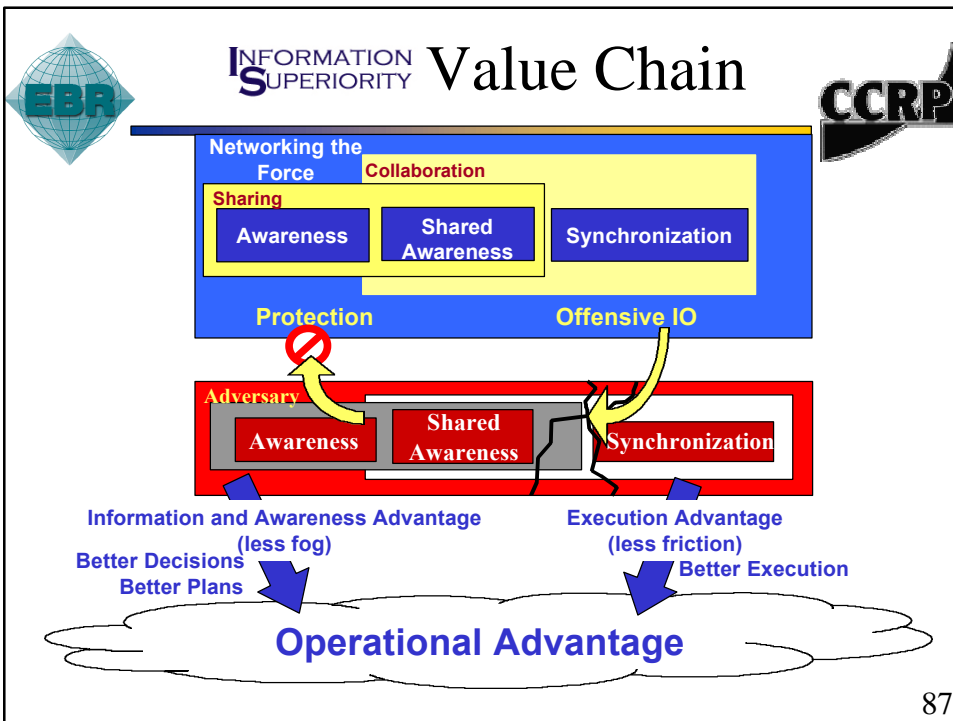 INFORMATION
SUPERIORITY
Value Chain
EBR
CCRP
Networking the
Force
Collaboration
Sharing
Awareness
Shared
Awareness
Synchronization
Protection
Offensive IO
Adversary
Awareness
Shared
Awareness
Synchronization
Information and Awareness Advantage
(less fog)
Execution Advantage
(less friction)
Better Decisions
Better Plans
Better Execution
Operational Advantage
87